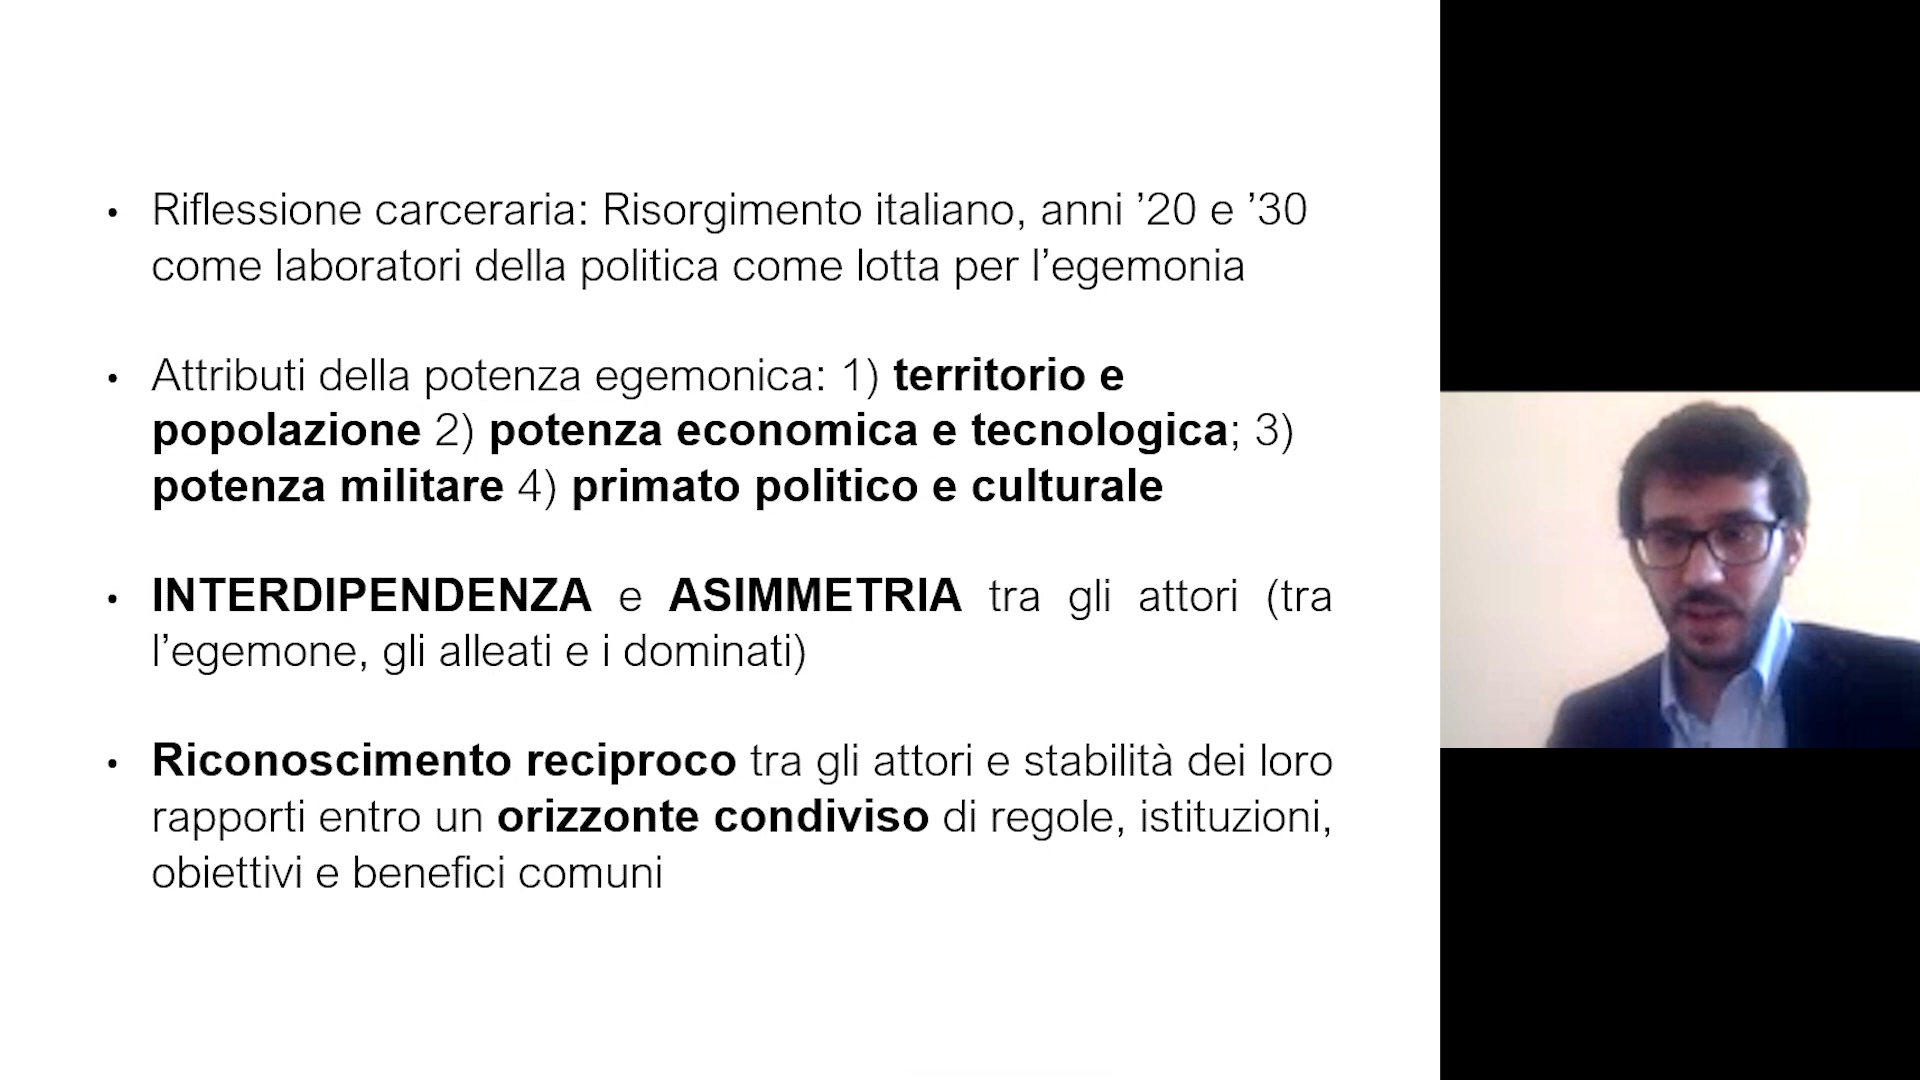 • Riflessione carceraria: Risorgimento italiano, anni ’20 e ’30
come laboratori della politica come lotta per l’egemonia
• Attributi della potenza egemonica: 1) territorio e
popolazione 2) potenza economica e tecnologica; 3)
potenza militare 4) primato politico e culturale
• INTERDIPENDENZA e ASIMMETRIA tra gli attori (tra
l’egemone, gli alleati e i dominati)
• Riconoscimento reciproco tra gli attori e stabilità dei loro
rapporti entro un orizzonte condiviso di regole, istituzioni,
obiettivi e benefici comuni